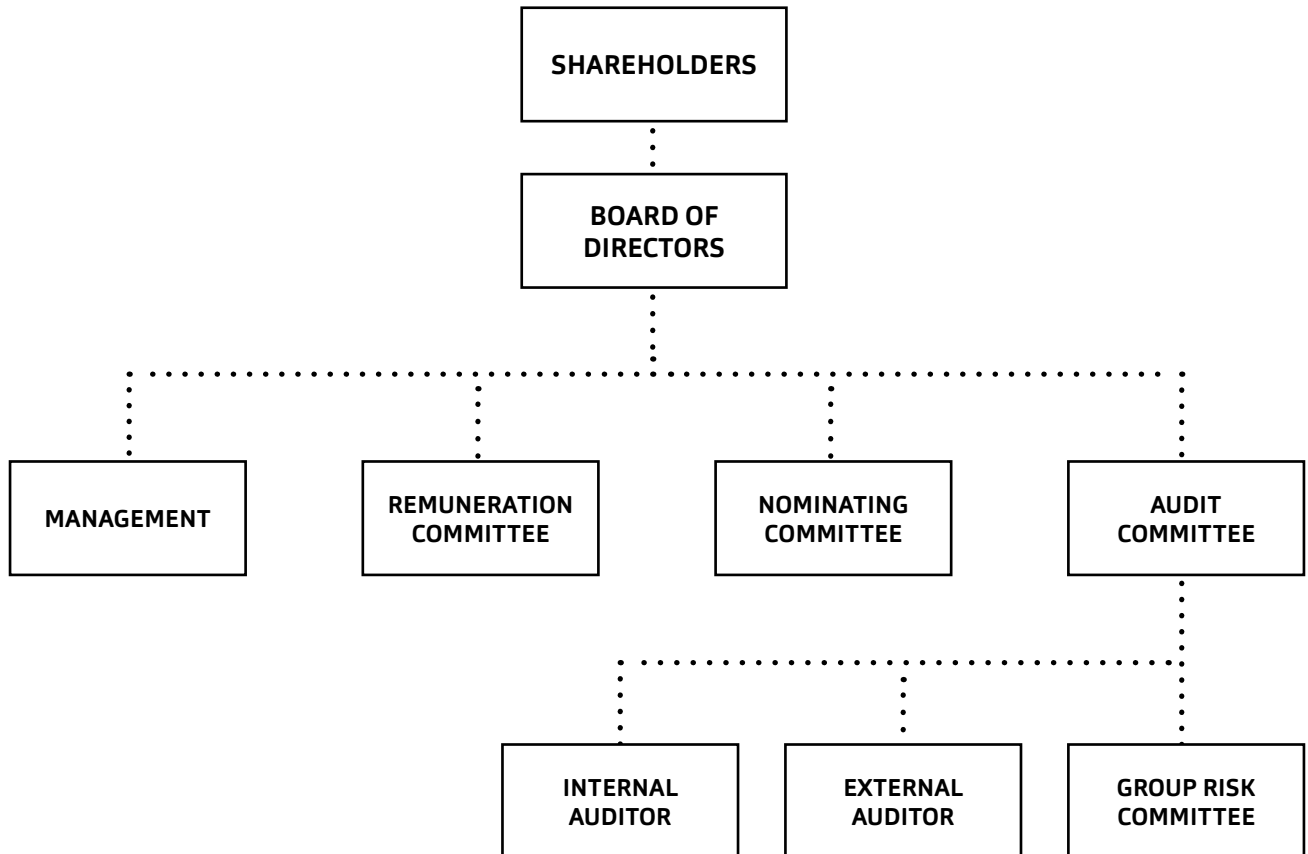 SHAREHOLDERS
BOARD OF
DIRECTORS
MANAGEMENT
REMUNERATION
COMMITTEE
NOMINATING
COMMITTEE
AUDIT
COMMITTEE
INTERNAL
AUDITOR
EXTERNAL
AUDITOR
GROUP RISK
COMMITTEE